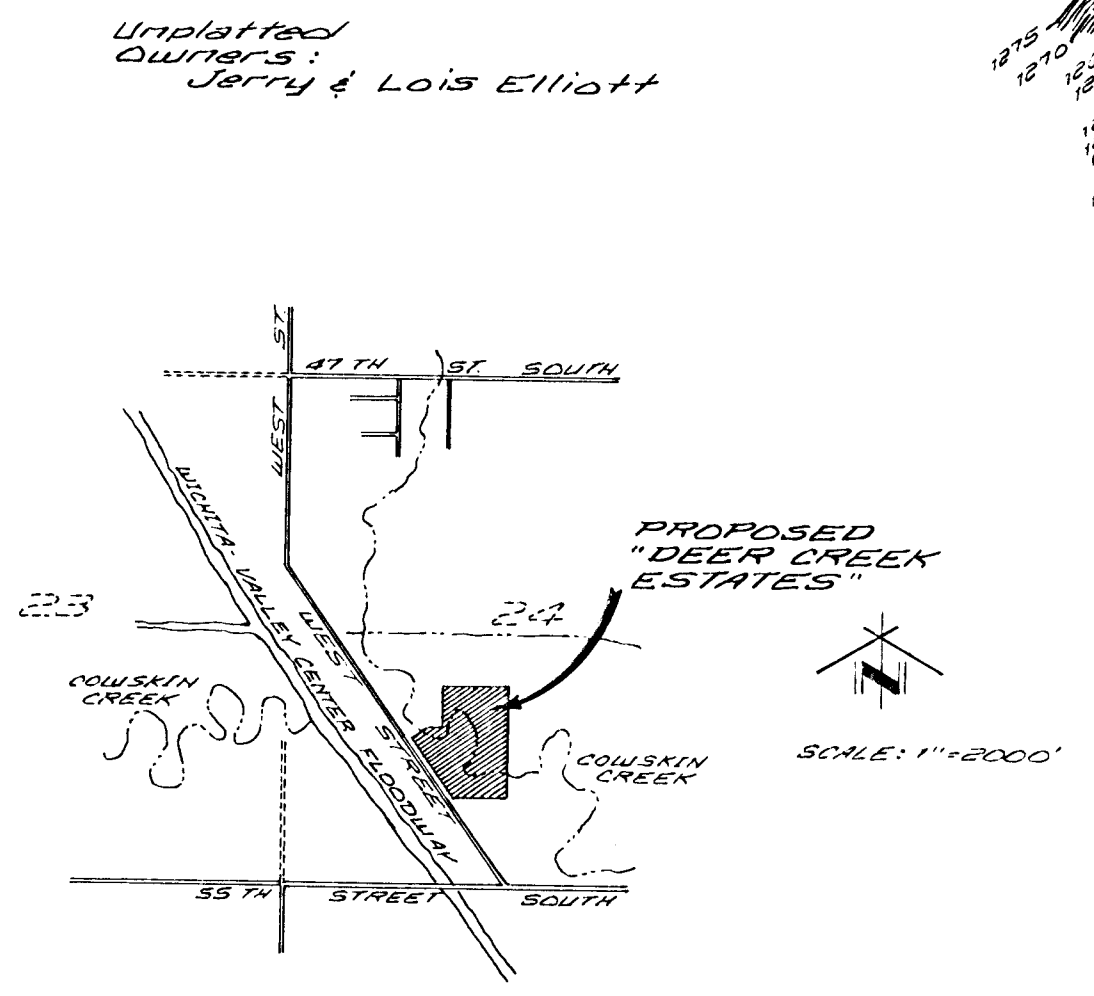 Unplatted
Owners:
Jerry & Lois Elliott
1275
1270
ST.
47 TH ST. SOUTH
WEST
PROPOSED
"DEER CREEK
ESTATES"
WICHITA-VALLEY CENTER FLOODWAY
23
24
WEST STREET
COWSKIN
CREEK
N
COWSKIN
CREEK
SCALE: 1"=2000'
55 TH STREET SOUTH